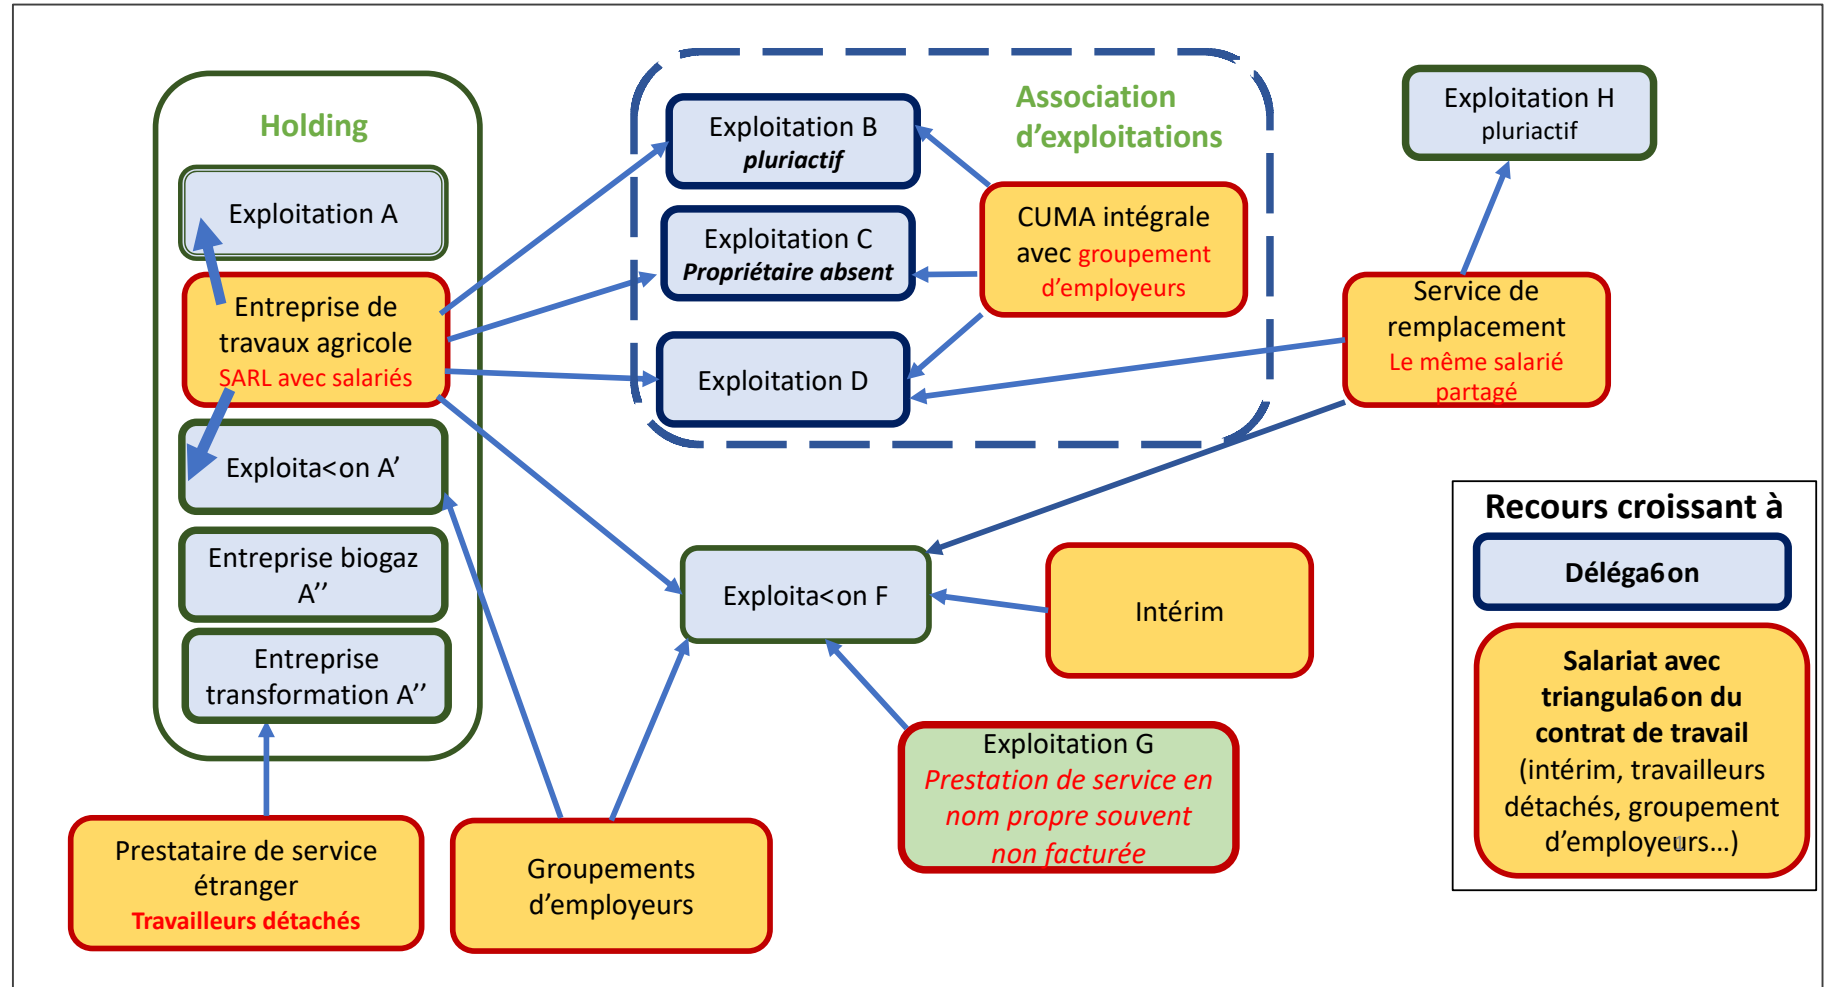 Holding
Exploitation A
Entreprise de
travaux agricole
SARL avec salariés
Exploita<on A’
Entreprise biogaz
A’’
Entreprise
transformation A’’
Prestataire de service
étranger
Travailleurs détachés
Groupements
d’employeurs
Association
d’exploitations
Exploitation B
pluriactif
Exploitation C
Propriétaire absent
Exploitation D
CUMA intégrale
avec groupement
d’employeurs
Exploita<on F
Intérim
Exploitation G
Prestation de service en
nom propre souvent
non facturée
Exploitation H
pluriactif
Service de
remplacement
Le même salarié
partagé
Recours croissant à
Déléga6on
Salariat avec
triangula6on du
contrat de travail
(intérim, travailleurs
détachés, groupement
d’employeurs…)